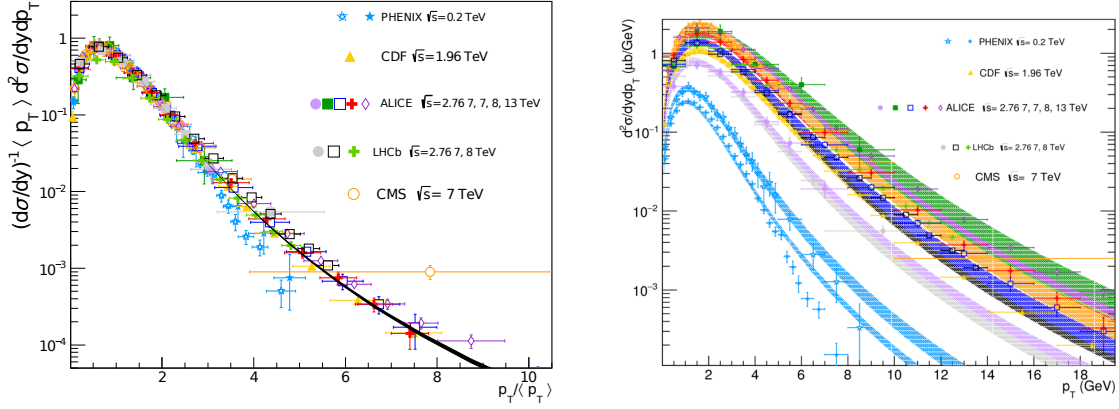 (dσ/dy)⁻¹ ⟨ p_T ⟩ d²σ/dydp_T
1
10⁻¹
10⁻²
10⁻³
10⁻⁴
PHENIX √s=0.2 TeV
CDF √s=1.96 TeV
ALICE √s=2.76 7, 7, 8, 13 TeV
LHCb √s=2.76 7, 8 TeV
CMS √s= 7 TeV
2 4 6 8 10
p_T/⟨ p_T ⟩
d²σ/dydp_T (μb/GeV)
1
10⁻¹
10⁻²
10⁻³
PHENIX √s= 0.2 TeV
CDF √s= 1.96 TeV
ALICE √s= 2.76 7, 7, 8, 13 TeV
LHCb √s= 2.76 7, 8 TeV
CMS √s= 7 TeV
2 4 6 8 10 12 14 16 18
p_T (GeV)